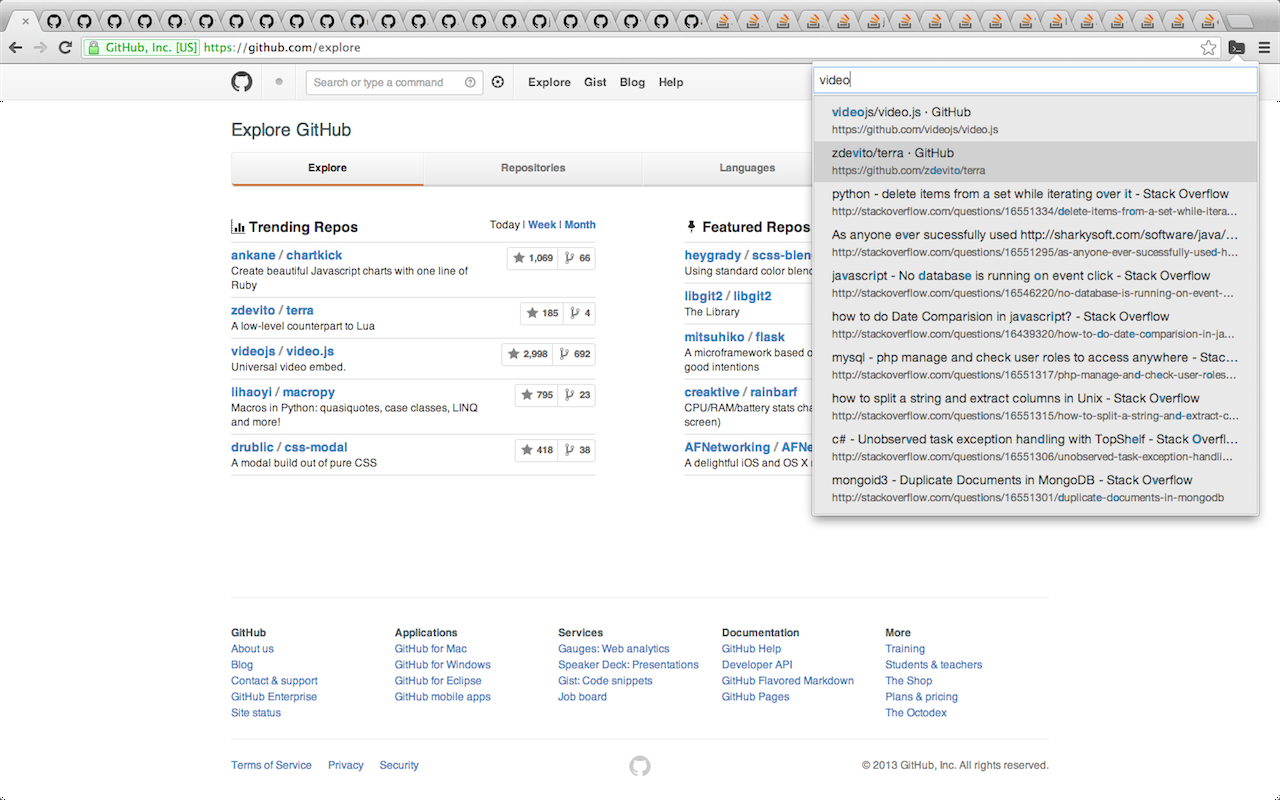 GitHub, Inc. [US] https://github.com/explore
Search or type a command
Explore Gist Blog Help
video
videojs/video.js · GitHub
https://github.com/videojs/video.js
zdevito/terra · GitHub
https://github.com/zdevito/terra
python - delete items from a set while iterating over it - Stack Overflow
http://stackoverflow.com/questions/16551334/delete-items-from-a-set-while-itera...
As anyone ever sucessfully used http://sharkysoft.com/software/java/...
http://stackoverflow.com/questions/16551295/as-anyone-ever-sucessfully-used-h...
javascript - No database is running on event click - Stack Overflow
http://stackoverflow.com/questions/16546220/no-database-is-running-on-event-...
how to do Date Comparision in javascript? - Stack Overflow
http://stackoverflow.com/questions/16439320/how-to-do-date-comparision-in-ja...
mysql - php manage and check user roles to access anywhere - Stac...
http://stackoverflow.com/questions/16551317/php-manage-and-check-user-roles...
how to split a string and extract columns in Unix - Stack Overflow
http://stackoverflow.com/questions/16551315/how-to-split-a-string-and-extract-c...
c# - Unobserved task exception handling with TopShelf - Stack Overfl...
http://stackoverflow.com/questions/16551306/unobserved-task-exception-handli...
mongoid3 - Duplicate Documents in MongoDB - Stack Overflow
http://stackoverflow.com/questions/16551301/duplicate-documents-in-mongodb
Explore GitHub
Explore Repositories Languages
Trending Repos Today | Week | Month
ankane / chartkick 1,069 66
Create beautiful Javascript charts with one line of
Ruby
zdevito / terra 185 4
A low-level counterpart to Lua
videojs / video.js 2,998 692
Universal video embed.
lihaoyi / macropy 795 23
Macros in Python: quasiquotes, case classes, LINQ
and more!
drublic / css-modal 418 38
A modal build out of pure CSS
Featured Repos
heygrady / scss-blen
Using standard color blenc
libgit2 / libgit2
The Library
mitsuhiko / flask
A microframework based o
good intentions
creaktive / rainbarf
CPU/RAM/battery stats cha
screen)
AFNetworking / AFNe
A delightful iOS and OS X
GitHub
About us
Blog
Contact & support
GitHub Enterprise
Site status
Applications
GitHub for Mac
GitHub for Windows
GitHub for Eclipse
GitHub mobile apps
Services
Gauges: Web analytics
Speaker Deck: Presentations
Gist: Code snippets
Job board
Documentation
GitHub Help
Developer API
GitHub Flavored Markdown
GitHub Pages
More
Training
Students & teachers
The Shop
Plans & pricing
The Octodex
Terms of Service Privacy Security
© 2013 GitHub, Inc. All rights reserved.